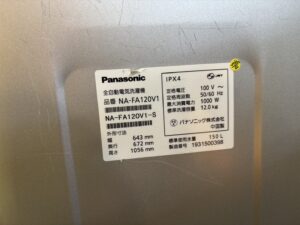 Panasonic
全自動電気洗濯機
品番 NA-FA120V1
NA-FA120V1-S
外形寸法
幅 643 mm
奥行 672 mm
高さ 1056 mm
IPX4
定格電圧 100 V~
定格周波数 50/60 Hz
最大消費電力 1000 W
標準洗濯容量 12.0kg
パナソニック株式会社
中国製
標準使用水量 150L
製造番号 1931500398